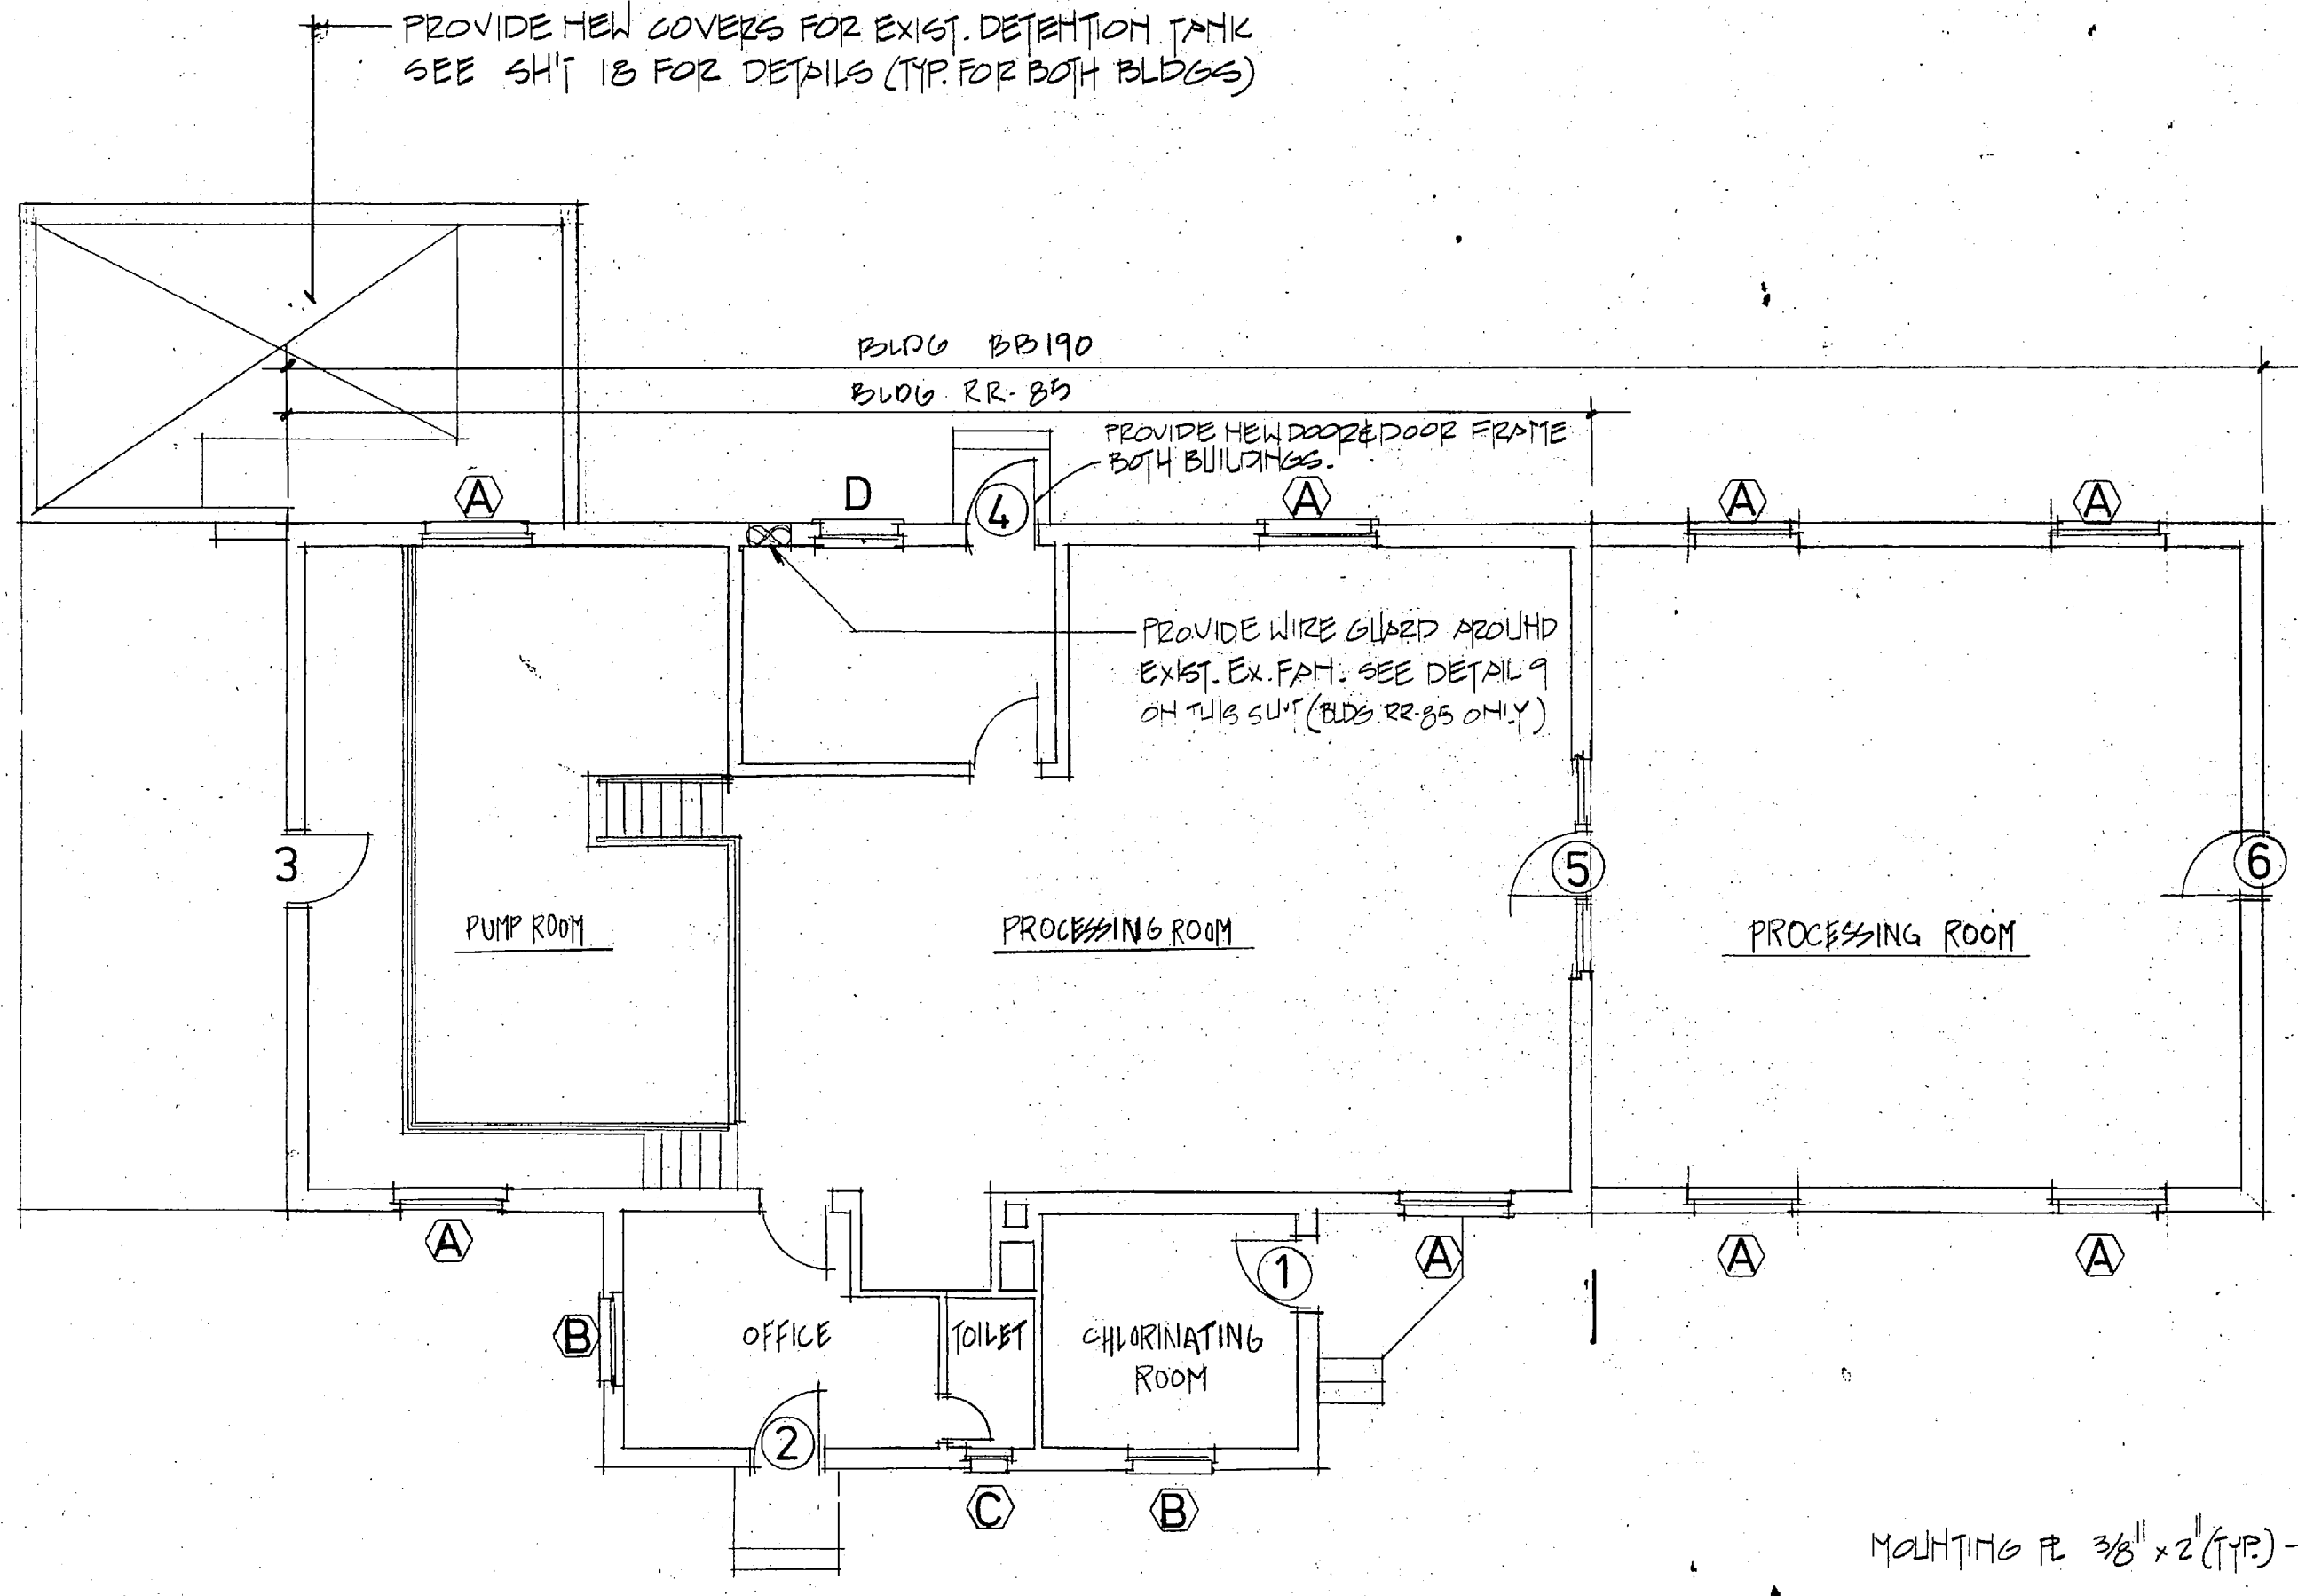 PROVIDE NEW COVERS FOR EXIST. DETENTION TANK
SEE SH'T 18 FOR DETAILS (TYP. FOR BOTH BLDGS)
BLDG BB190
BLDG. RR-85
PROVIDE NEW DOOR & DOOR FRAME
BOTH BUILDINGS.
A
D
4
A
A
A
PROVIDE WIRE GUARD AROUND
EXIST. EX. FAN. SEE DETAIL 9
ON THIS SH'T (BLDG. RR-85 ONLY)
3
5
6
PUMP ROOM
PROCESSING ROOM
PROCESSING ROOM
A
1
A
A
A
B
OFFICE
TOILET
CHLORINATING
ROOM
2
C
B
MOUNTING PL 3/8" x 2" (TYP.)